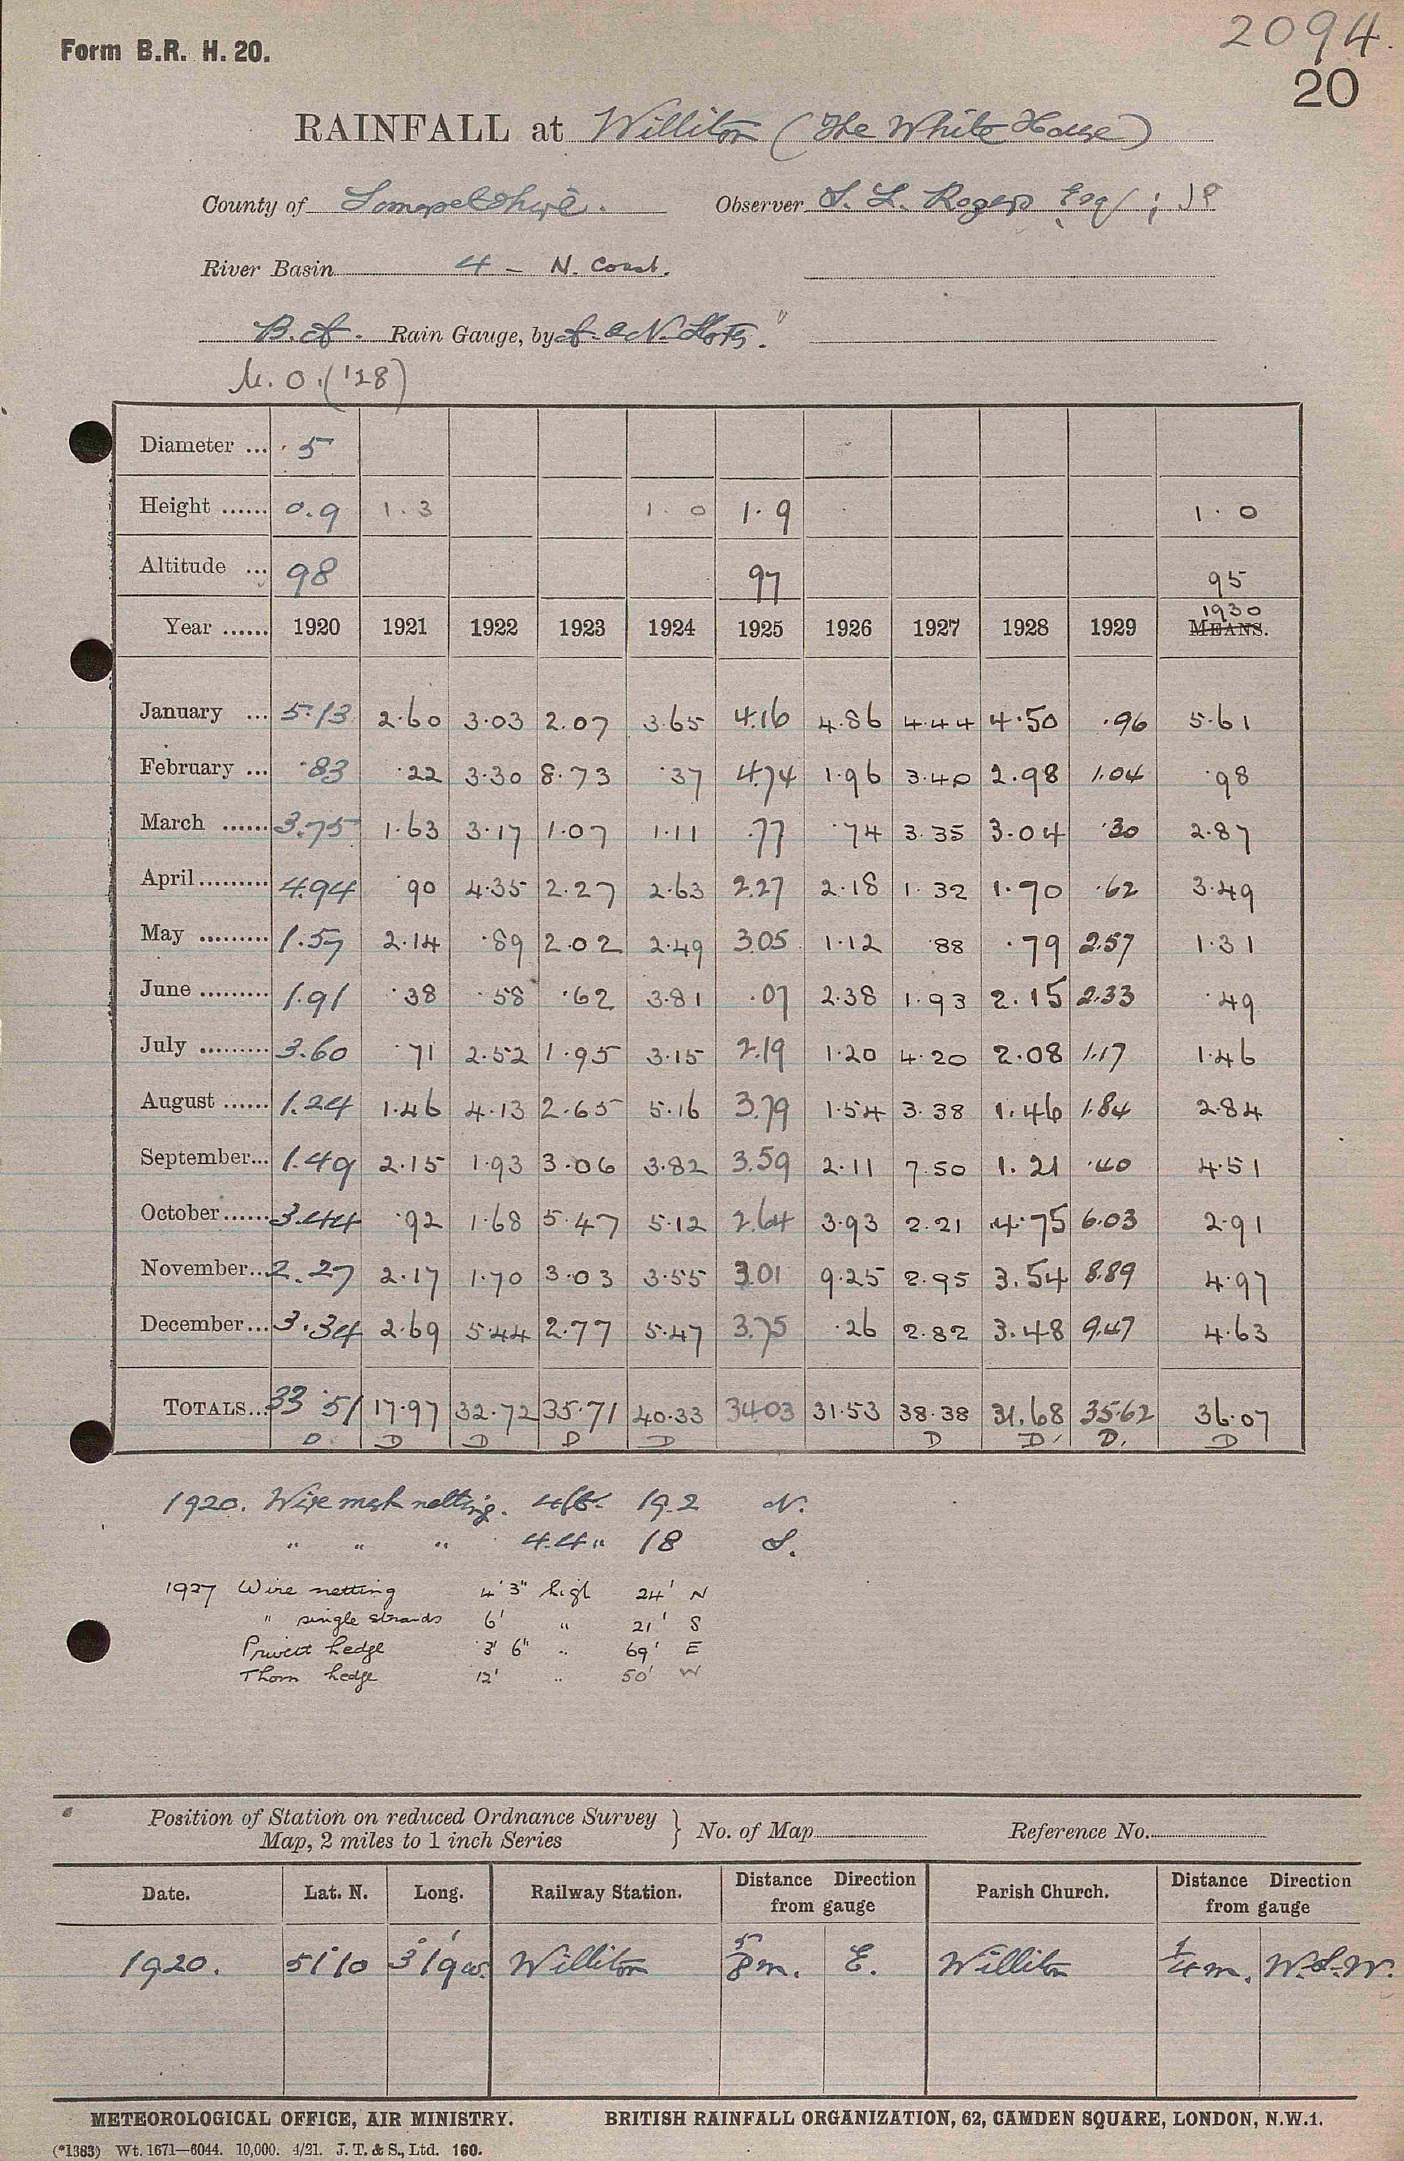 Form B.R. H. 20.
2094.
20
RAINFALL at Williton (The White House)
County of Somersetshire. Observer S. L. Rogers Esq; JP
River Basin 4 - N. Coast.
Rain Gauge, by
M.O. ('28)
Diameter ... 5
Height ...... 0.9 1.3 1.0 1.9 1.0
Altitude ... 98 97 95
Year ...... 1920 1921 1922 1923 1924 1925 1926 1927 1928 1929 1930 MEANS.
January ... 5.13 2.60 3.03 2.07 3.65 4.16 4.86 4.44 4.50 .96 5.61
February ... .83 .22 3.30 8.73 .37 4.74 1.96 3.40 2.98 1.04 .98
March ...... 3.75 1.63 3.17 1.07 1.11 .77 .74 3.35 3.04 .30 2.87
April......... 4.94 .90 4.35 2.27 2.63 2.27 2.18 1.32 1.70 .62 3.49
May ......... 1.57 2.14 .89 2.02 2.49 3.05 1.12 .88 .79 2.57 1.31
June ......... 1.91 .38 .58 .62 3.81 .07 2.38 1.93 2.15 2.33 .49
July ......... 3.60 .71 2.52 1.95 3.15 2.19 1.20 4.20 2.08 1.17 1.46
August ...... 1.24 1.46 4.13 2.65 5.16 3.79 1.54 3.38 1.46 1.84 2.84
September... 1.49 2.15 1.93 3.06 3.82 3.59 2.11 7.50 1.21 .40 4.51
October...... 3.44 .92 1.68 5.47 5.12 2.64 3.93 2.21 4.75 6.03 2.91
November... 2.27 2.17 1.70 3.03 3.55 3.01 9.25 2.95 3.54 8.89 4.97
December... 3.34 2.69 5.44 2.77 5.47 3.75 .26 2.82 3.48 9.47 4.63
TOTALS... 33.51 17.97 32.72 35.71 40.33 34.03 31.53 38.38 31.68 35.62 36.07
D D D D D D D D. D
1920. Wire mesh netting. 4ft. 19.2 N.
" " " 4.4" 18 S.
1927 Wire netting 4' 3" high 24' N
" single strands 6' " 21' S
Privett hedge 3' 6" " 69' E
Thorn hedge 12' " 50' W
Position of Station on reduced Ordnance Survey Map, 2 miles to 1 inch Series } No. of Map Reference No.
Date. Lat. N. Long. Railway Station. Distance Direction from gauge Parish Church. Distance Direction from gauge
1920. 51°10 3°19'w. Williton 5/8 m. E. Williton 1/4 m. W.S.W.
METEOROLOGICAL OFFICE, AIR MINISTRY. BRITISH RAINFALL ORGANIZATION, 62, CAMDEN SQUARE, LONDON, N.W.1.
(*1383) Wt. 1671—6044. 10,000. 4/21. J. T. & S., Ltd. 160.